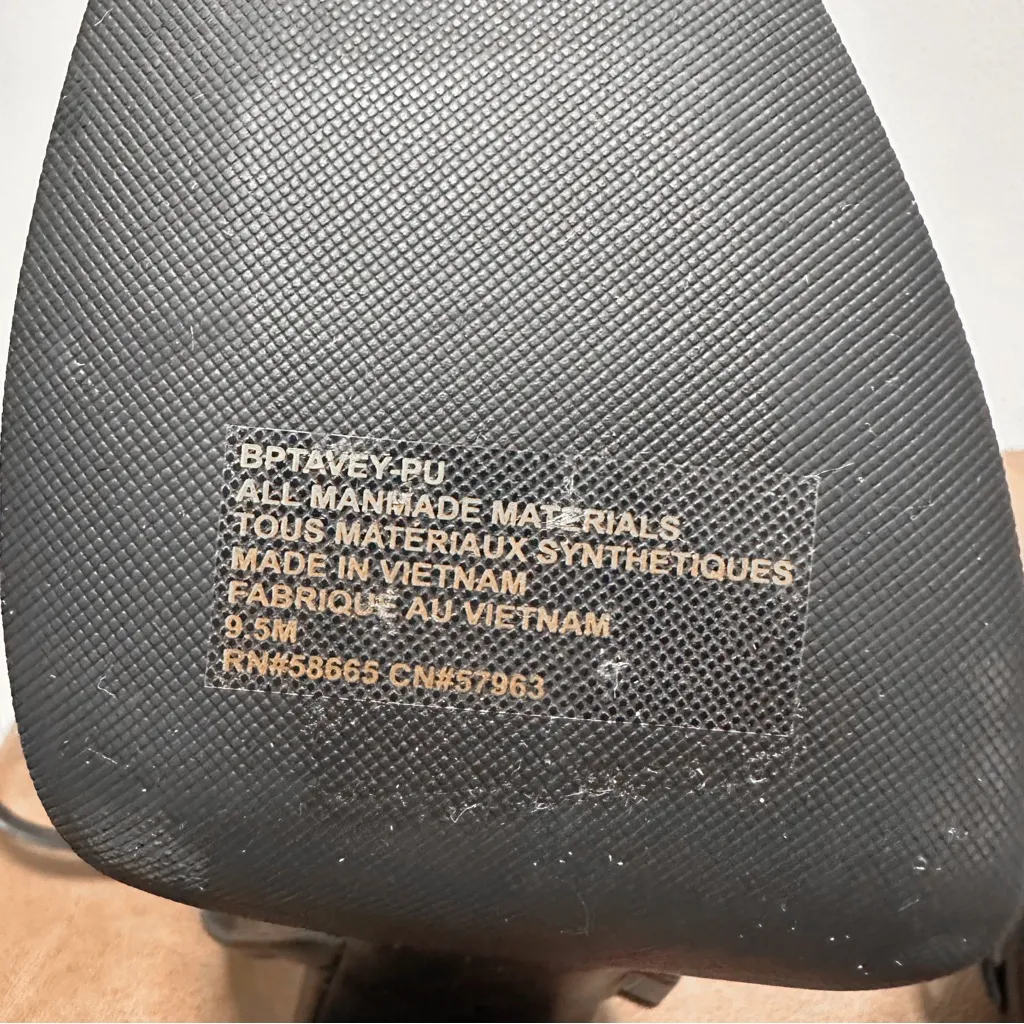 BPTAVEY-PU
ALL MANMADE MATERIALS
TOUS MATÉRIAUX SYNTHÉTIQUES
MADE IN VIETNAM
FABRIQUÉ AU VIETNAM
9.5M
RN#58665 CN#57963